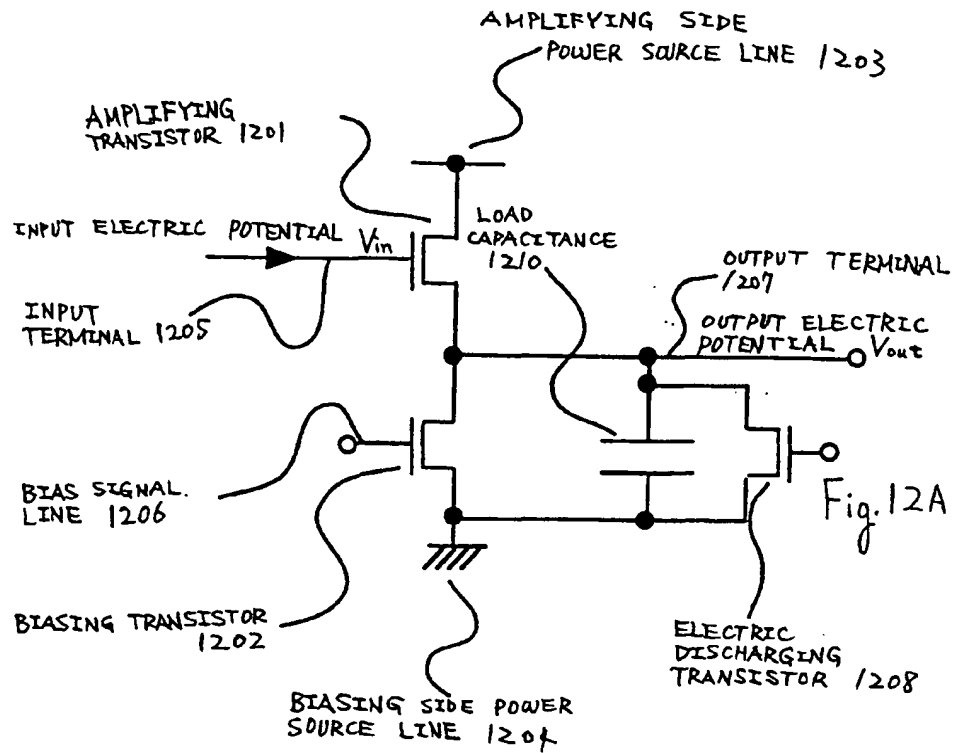 AMPLIFYING SIDE
POWER SOURCE LINE 1203
AMPLIFYING
TRANSISTOR 1201
INPUT ELECTRIC POTENTIAL Vin
LOAD
CAPACITANCE
1210
OUTPUT TERMINAL
1207
INPUT
TERMINAL 1205
OUTPUT ELECTRIC
POTENTIAL Vout
BIAS SIGNAL.
LINE 1206
Fig.12A
BIASING TRANSISTOR
1202
ELECTRIC
DISCHARGING
TRANSISTOR 1208
BIASING SIDE POWER
SOURCE LINE 1204